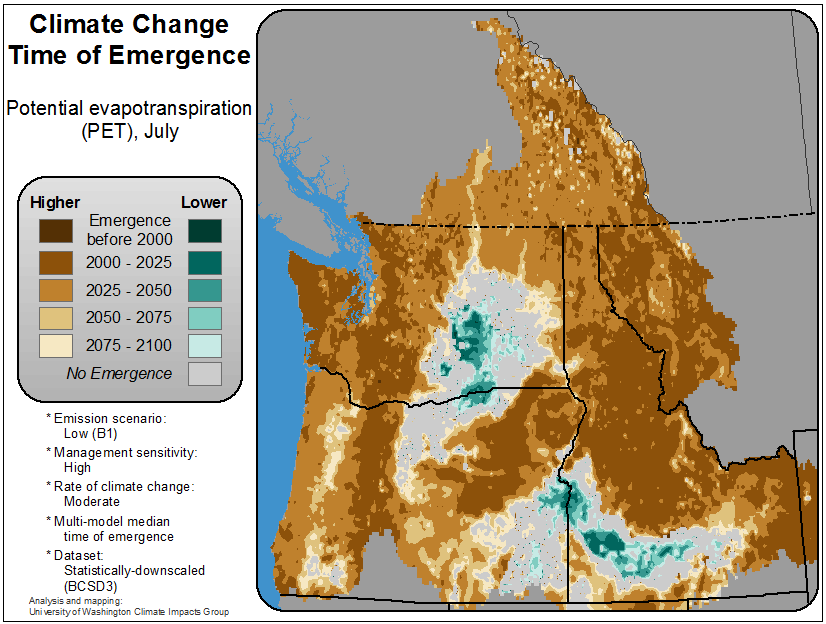 Climate Change
Time of Emergence
Potential evapotranspiration
(PET), July
Higher
Lower
Emergence
before 2000
2000 - 2025
2025 - 2050
2050 - 2075
2075 - 2100
No Emergence
* Emission scenario:
Low (B1)
* Management sensitivity:
High
* Rate of climate change:
Moderate
* Multi-model median
time of emergence
* Dataset:
Statistically-downscaled
(BCSD3)
Analysis and mapping:
University of Washington Climate Impacts Group